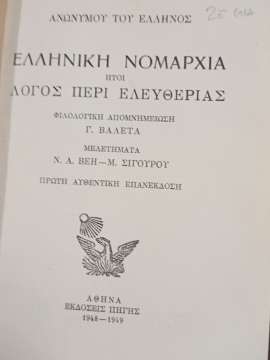 ΑΝΩΝΥΜΟΥ ΤΟΥ ΕΛΛΗΝΟΣ
ΕΛΛΗΝΙΚΗ ΝΟΜΑΡΧΙΑ
ΗΤΟΙ
ΛΟΓΟΣ ΠΕΡΙ ΕΛΕΥΘΕΡΙΑΣ
ΦΙΛΟΛΟΓΙΚΗ ΑΠΟΜΝΗΜΕΙΩΣΗ
Γ. ΒΑΛΕΤΑ
ΜΕΛΕΤΗΜΑΤΑ
Ν. Α. ΒΕΗ—Μ. ΣΙΓΟΥΡΟΥ
ΠΡΩΤΗ ΑΥΘΕΝΤΙΚΗ ΕΠΑΝΕΚΔΟΣΗ
ΑΘΗΝΑ
ΕΚΔΟΣΕΙΣ ΠΗΓΗΣ
1948—1949